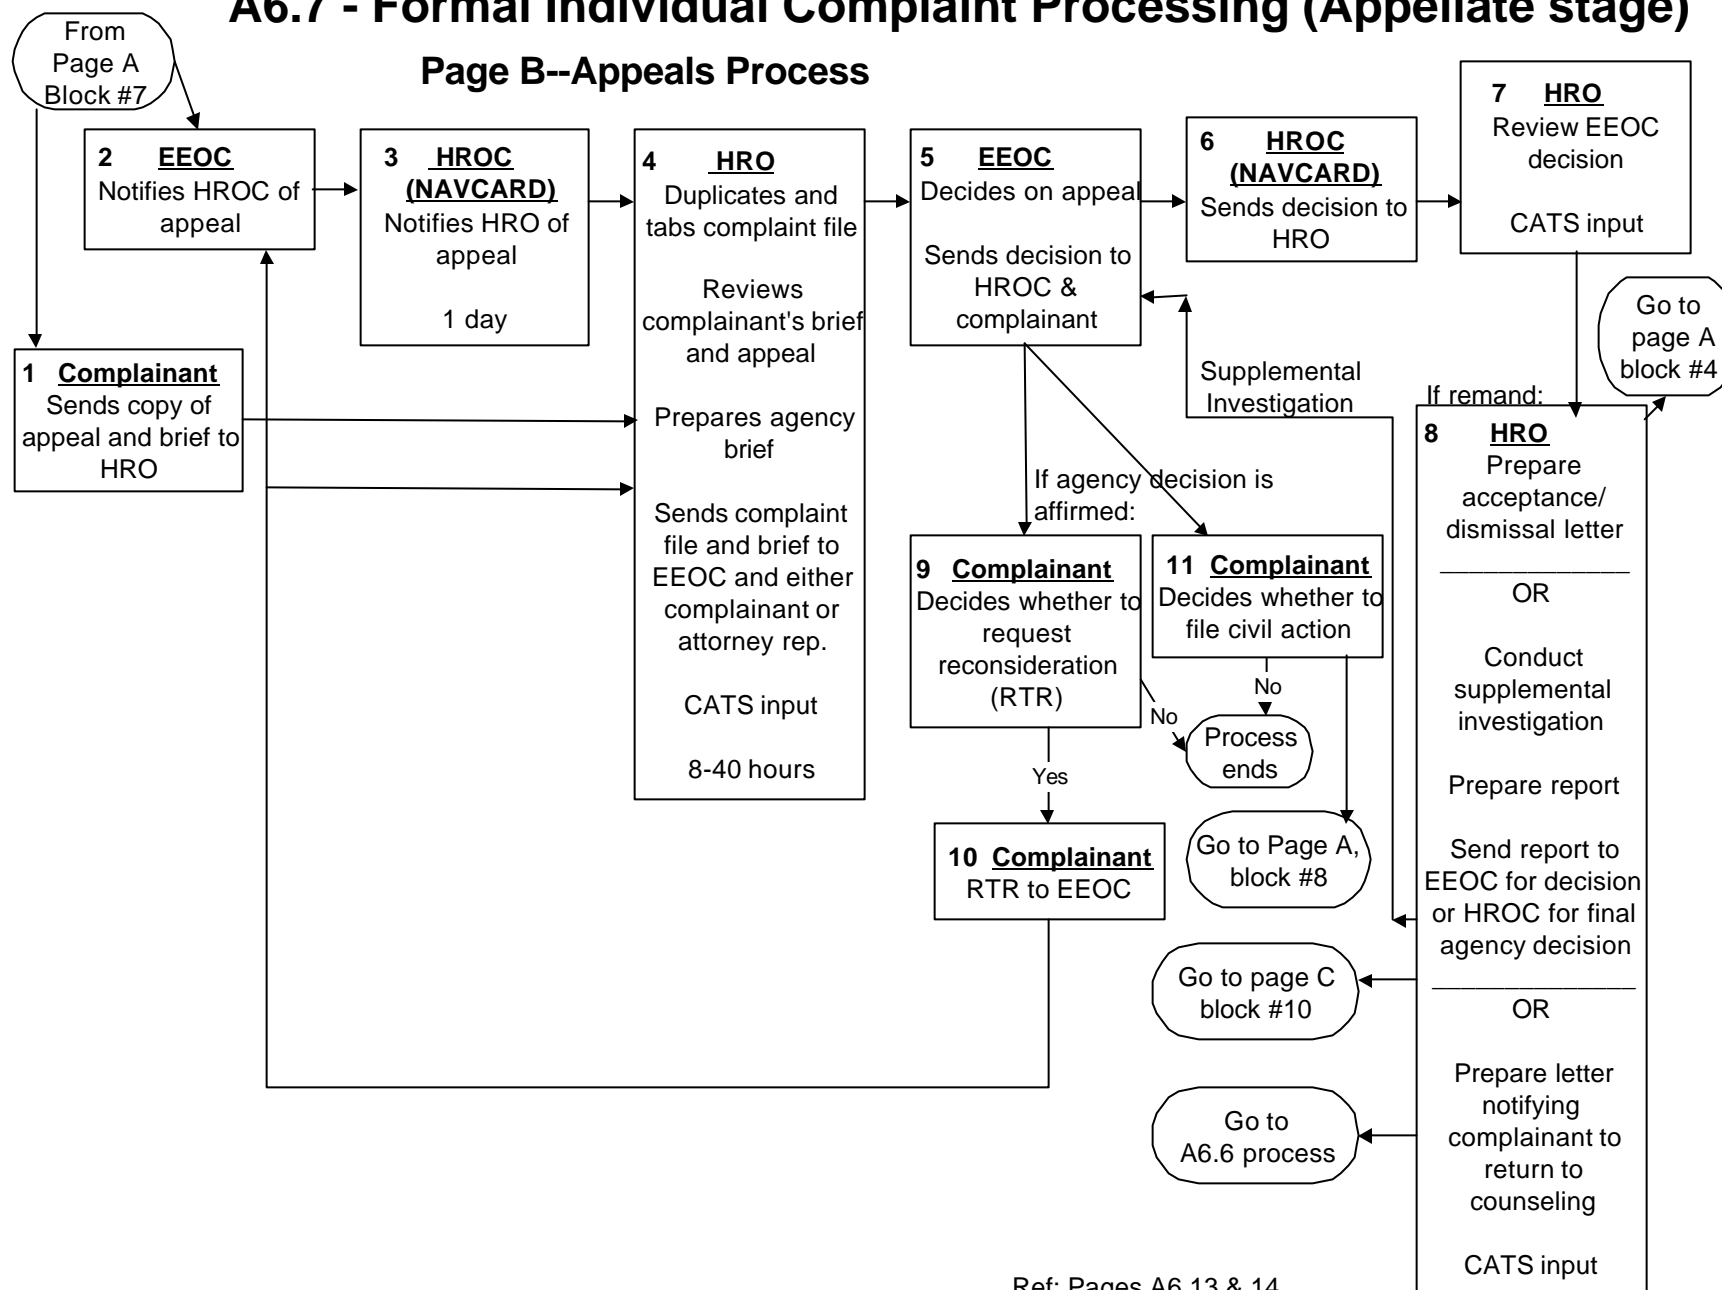 A6.7 - Formal Individual Complaint Processing (Appellate stage)
Page B--Appeals Process
From
Page A
Block #7
1 Complainant
Sends copy of
appeal and brief to
HRO
2 EEOC
Notifies HROC of
appeal
3 HROC
(NAVCARD)
Notifies HRO of
appeal
1 day
4 HRO
Duplicates and
tabs complaint file
Reviews
complainant's brief
and appeal
Prepares agency
brief
Sends complaint
file and brief to
EEOC and either
complainant or
attorney rep.
CATS input
8-40 hours
5 EEOC
Decides on appeal
Sends decision to
HROC &
complainant
6 HROC
(NAVCARD)
Sends decision to
HRO
7 HRO
Review EEOC
decision
CATS input
Go to
page A
block #4
Supplemental
Investigation
If remand:
8 HRO
Prepare
acceptance/
dismissal letter
_____________
OR
Conduct
supplemental
investigation
Prepare report
Send report to
EEOC for decision
or HROC for final
agency decision
______________
OR
Prepare letter
notifying
complainant to
return to
counseling
CATS input
If agency decision is
affirmed:
9 Complainant
Decides whether to
request
reconsideration
(RTR)
No
Yes
10 Complainant
RTR to EEOC
11 Complainant
Decides whether to
file civil action
No
Process
ends
Go to Page A,
block #8
Go to page C
block #10
Go to
A6.6 process
Ref: Pages A6.13 & 14